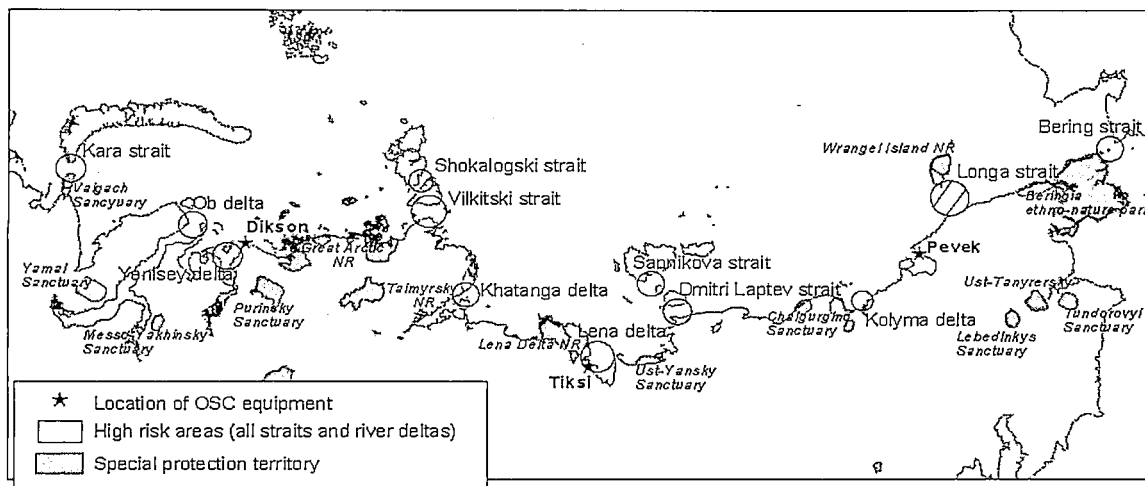 Bering strait
Kara strait
Shokalogski strait
Wrangel Island NR
Longa strait
Vaigach
Sancyuary
Vilkitski strait
Beringia
ethno-nature park
Ob delta
Dikson
Great Arctic
NR
Pevek
Yamal
Sanctuary
Yenisey delta
Sannikova strait
Ust-Tanyrersky
Taimyrsky
NR
Khatanga delta
Dmitri Laptev strait
Purinsky
Sanctuary
Chaigurgino
Sanctuary
Kolyma delta
Tundorovyi
Sanctuary
Sanctuary
Lena Delta NR
Lena delta
Lebedinkys
Sanctuary
Tiksi
Ust-Yansky
Sanctuary
Location of OSC equipment
High risk areas (all straits and river deltas)
Special protection territory